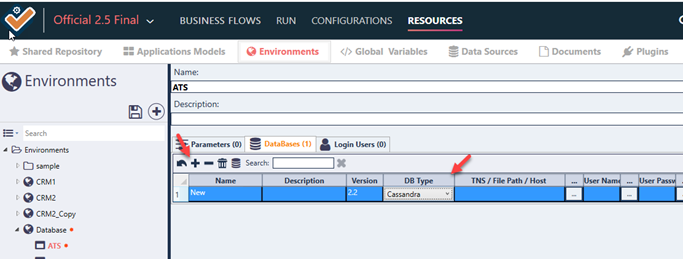 Official 2.5 Final BUSINESS FLOWS RUN CONFIGURATIONS RESOURCES
Shared Repository Applications Models Environments Global Variables Data Sources Documents Plugins
Environments
Search
Environments
sample
CRM1
CRM2
CRM2_Copy
Database
ATS
Name:
ATS
Description:
Parameters (0) DataBases (1) Login Users (0)
Search:
Name Description Version DB Type TNS / File Path / Host ... User Name ... User Passw
1 New 2.2 Cassandra ... ...